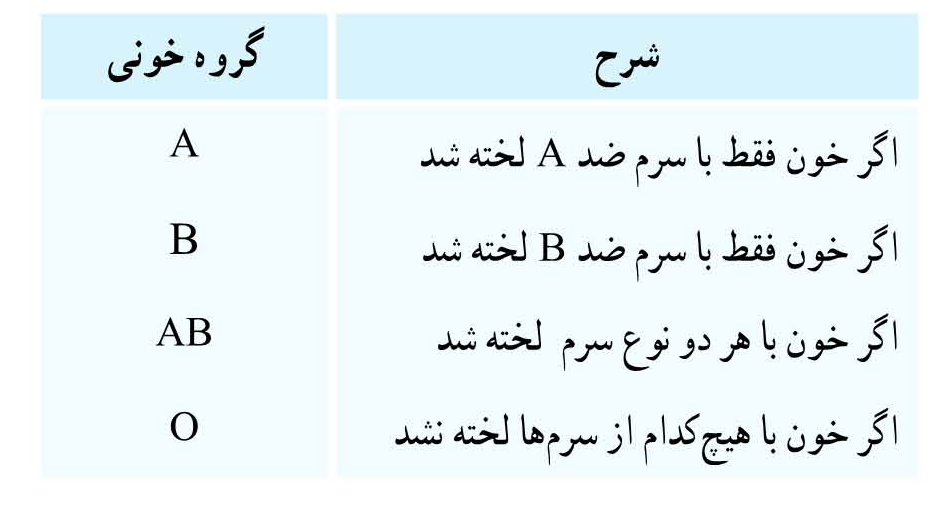 شرح گروه خونی
اگر خون فقط با سرم ضد A لخته شد A
اگر خون فقط با سرم ضد B لخته شد B
اگر خون با هر دو نوع سرم لخته شد AB
اگر خون با هیچ‌کدام از سرم‌ها لخته نشد O